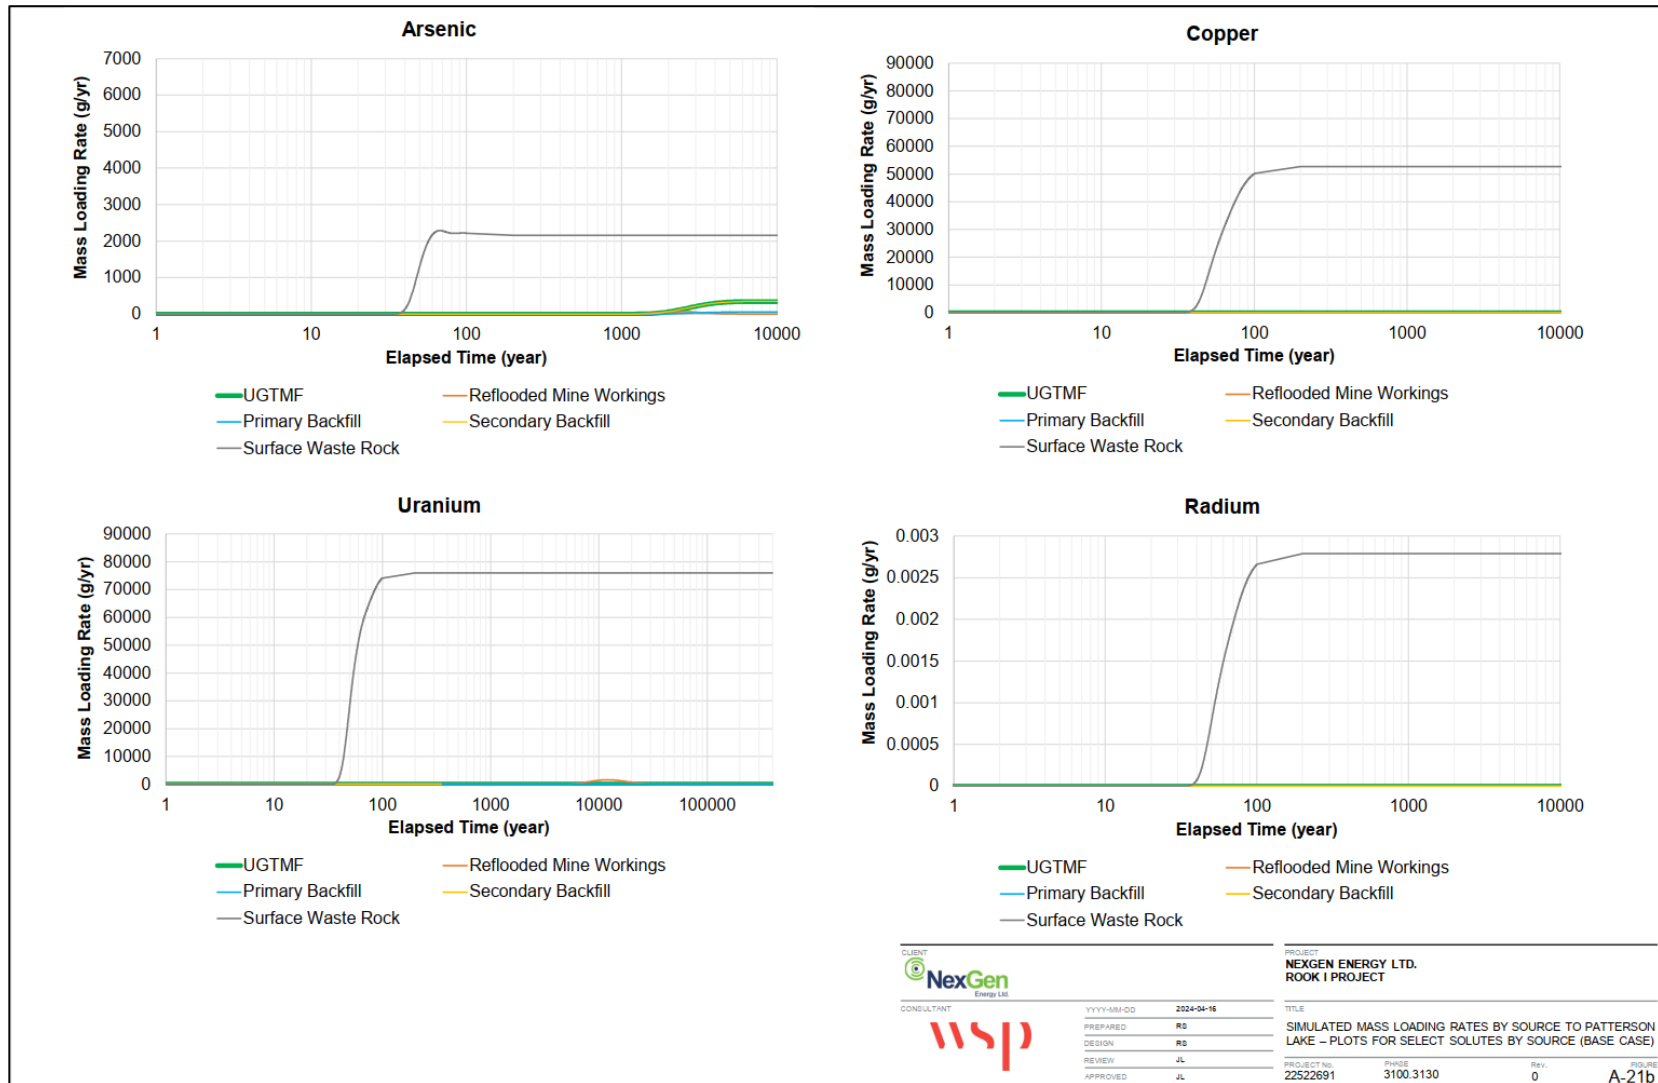 Arsenic
7000
6000
5000
4000
3000
2000
1000
0
Mass Loading Rate (g/yr)
1 10 100 1000 10000
Elapsed Time (year)
UGTMF Reflooded Mine Workings
Primary Backfill Secondary Backfill
Surface Waste Rock
Copper
90000
80000
70000
60000
50000
40000
30000
20000
10000
0
Mass Loading Rate (g/yr)
1 10 100 1000 10000
Elapsed Time (year)
UGTMF Reflooded Mine Workings
Primary Backfill Secondary Backfill
Surface Waste Rock
Uranium
90000
80000
70000
60000
50000
40000
30000
20000
10000
0
Mass Loading Rate (g/yr)
1 10 100 1000 10000 100000
Elapsed Time (year)
UGTMF Reflooded Mine Workings
Primary Backfill Secondary Backfill
Surface Waste Rock
Radium
0.003
0.0025
0.002
0.0015
0.001
0.0005
0
Mass Loading Rate (g/yr)
1 10 100 1000 10000
Elapsed Time (year)
UGTMF Reflooded Mine Workings
Primary Backfill Secondary Backfill
Surface Waste Rock
CLIENT
NexGen
Energy Ltd.
PROJECT
NEXGEN ENERGY LTD.
ROOK I PROJECT
CONSULTANT
wsp
YYYY-MM-DD 2024-04-16
PREPARED RS
DESIGN RS
REVIEW JL
APPROVED JL
TITLE
SIMULATED MASS LOADING RATES BY SOURCE TO PATTERSON
LAKE – PLOTS FOR SELECT SOLUTES BY SOURCE (BASE CASE)
PROJECT No. PHASE Rev. FIGURE
22522691 3100.3130 0 A-21b